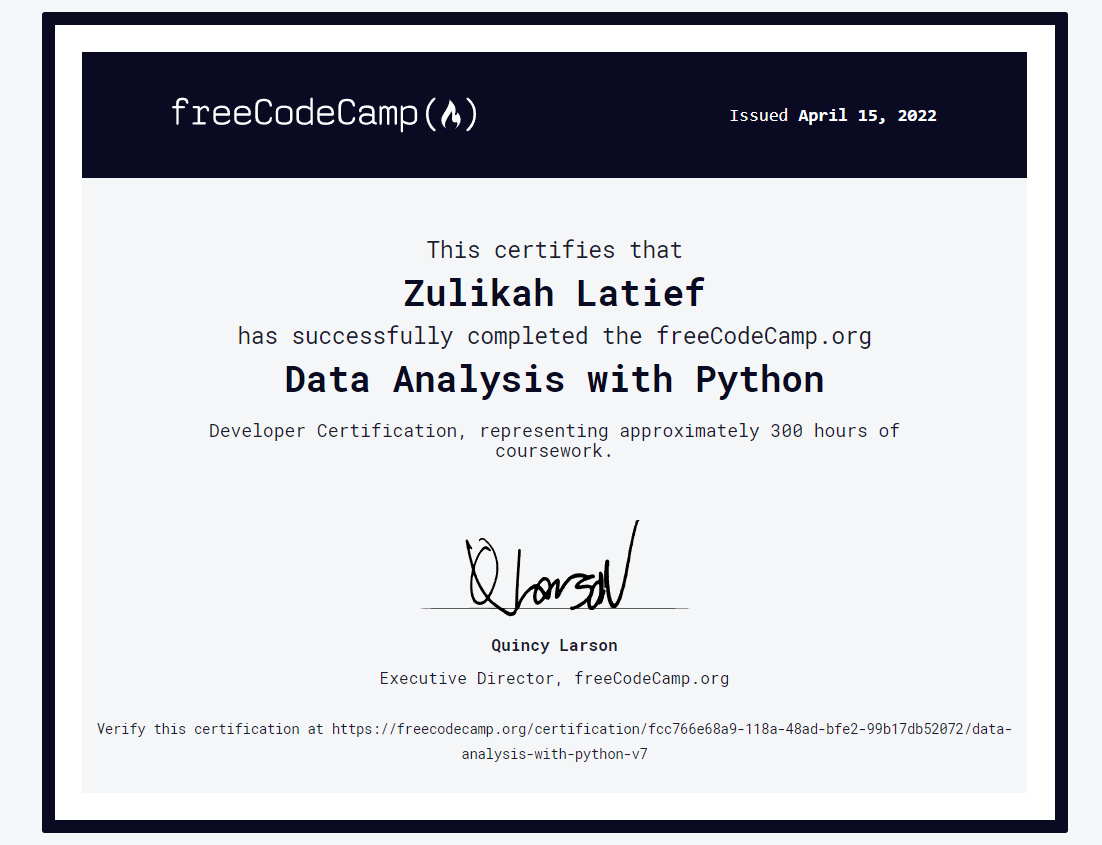 freeCodeCamp
Issued April 15, 2022
This certifies that
Zulikah Latief
has successfully completed the freeCodeCamp.org
Data Analysis with Python
Developer Certification, representing approximately 300 hours of
coursework.
Q Larson
Quincy Larson
Executive Director, freeCodeCamp.org
Verify this certification at https://freecodecamp.org/certification/fcc766e68a9-118a-48ad-bfe2-99b17db52072/data-
analysis-with-python-v7